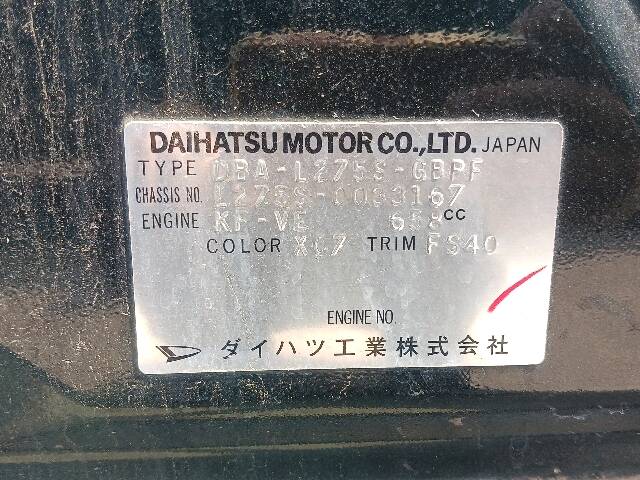 DAIHATSU MOTOR CO.,LTD. JAPAN
TYPE DBA-L275S-GBPF
CHASSIS NO. L275S-0083167
ENGINE KF-VE 658CC
COLOR X07 TRIM FS40
ENGINE NO.
ダイハツ工業株式会社